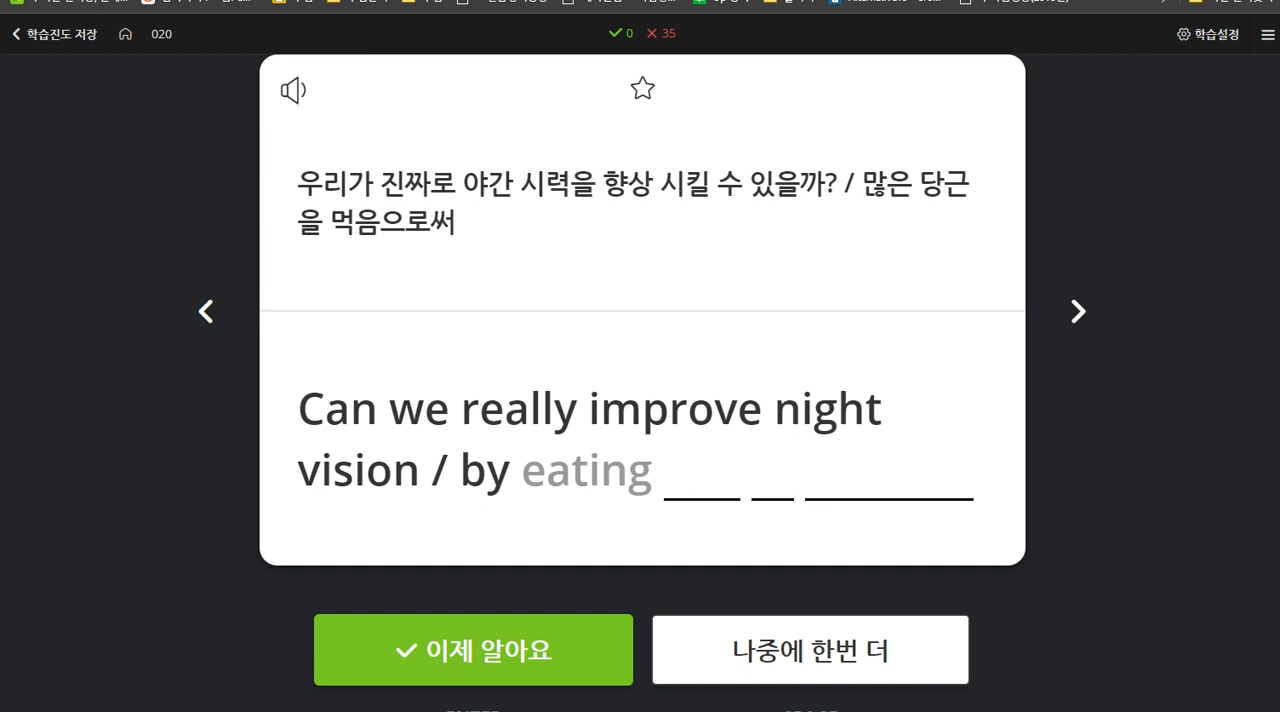 학습진도 저장 020 0 35 학습설정
우리가 진짜로 야간 시력을 향상 시킬 수 있을까? / 많은 당근
을 먹음으로써
Can we really improve night
vision / by eating ____ __ ________
이제 알아요 나중에 한번 더